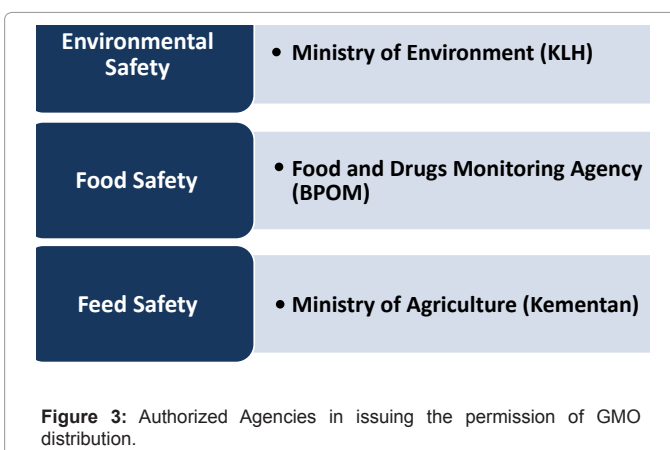 Environmental
Safety
• Ministry of Environment (KLH)
Food Safety
• Food and Drugs Monitoring Agency
(BPOM)
Feed Safety
• Ministry of Agriculture (Kementan)
Figure 3: Authorized Agencies in issuing the permission of GMO
distribution.